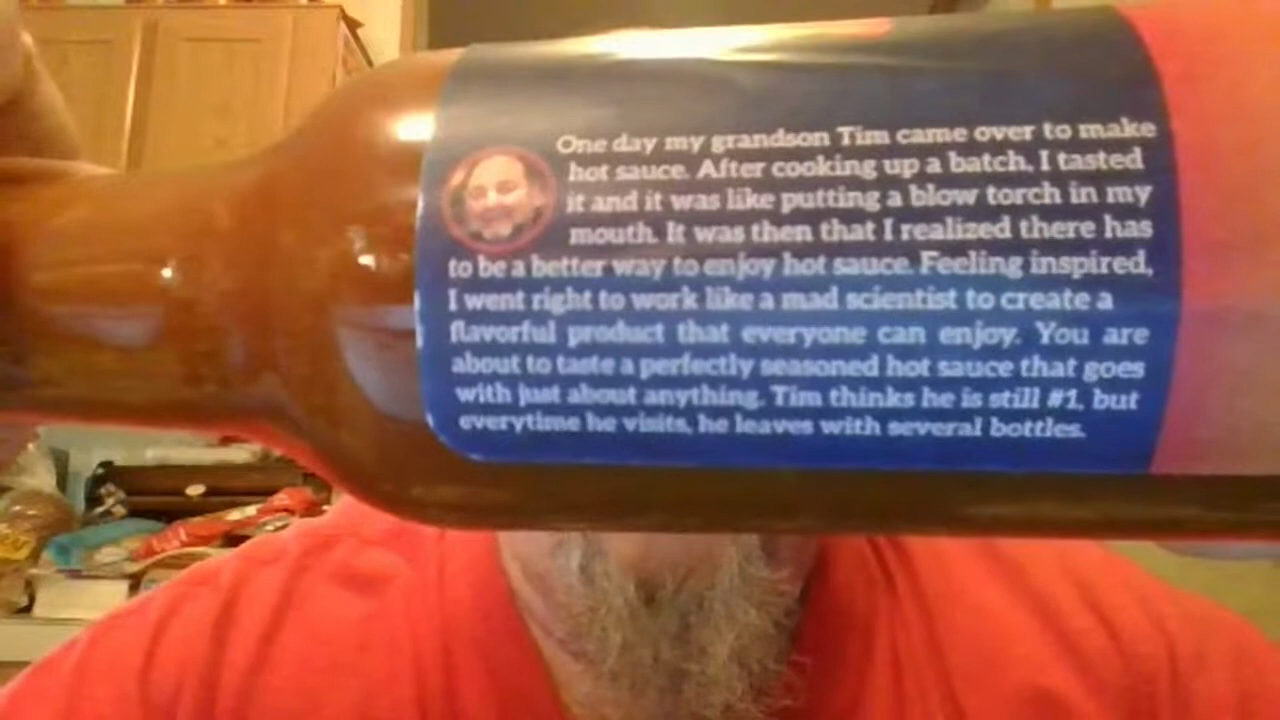 One day my grandson Tim came over to make
hot sauce. After cooking up a batch, I tasted
it and it was like putting a blow torch in my
mouth. It was then that I realized there has
to be a better way to enjoy hot sauce. Feeling inspired,
I went right to work like a mad scientist to create a
flavorful product that everyone can enjoy. You are
about to taste a perfectly seasoned hot sauce that goes
with just about anything. Tim thinks he is still #1, but
everytime he visits, he leaves with several bottles.